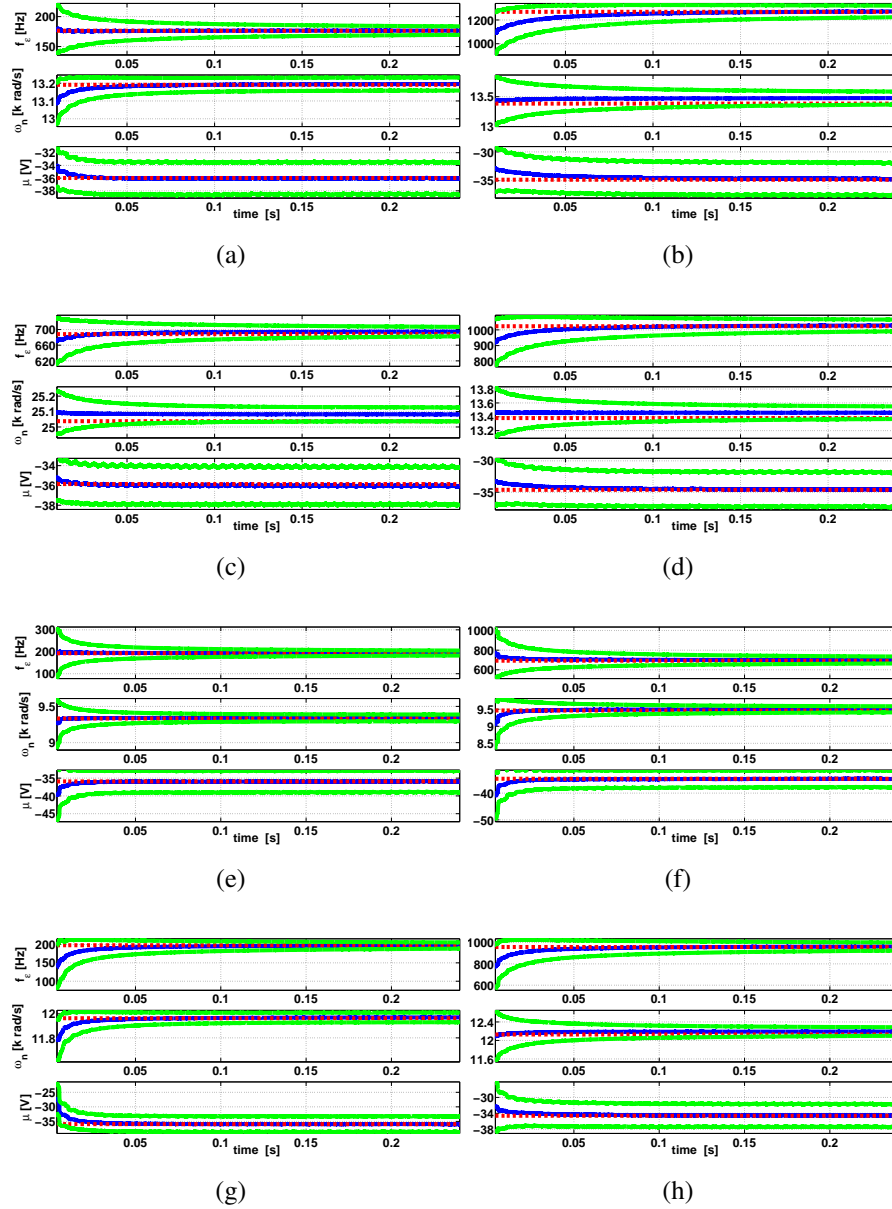 200
150
f_ε [Hz]
0.05 0.1 0.15 0.2
13.2
13.1
13
ω_n [k rad/s]
0.05 0.1 0.15 0.2
−32
−34
−36
−38
μ [V]
0.05 0.1 0.15 0.2
time [s]
(a)
1200
1000
0.05 0.1 0.15 0.2
13.5
13
0.05 0.1 0.15 0.2
−30
−35
0.05 0.1 0.15 0.2
time [s]
(b)
700
660
620
f_ε [Hz]
0.05 0.1 0.15 0.2
25.2
25.1
25
ω_n [k rad/s]
0.05 0.1 0.15 0.2
−34
−36
−38
μ [V]
0.05 0.1 0.15 0.2
time [s]
(c)
1000
900
800
0.05 0.1 0.15 0.2
13.8
13.6
13.4
13.2
0.05 0.1 0.15 0.2
−30
−35
0.05 0.1 0.15 0.2
time [s]
(d)
300
200
100
f_ε [Hz]
0.05 0.1 0.15 0.2
9.5
9
ω_n [k rad/s]
0.05 0.1 0.15 0.2
−35
−40
−45
μ [V]
0.05 0.1 0.15 0.2
time [s]
(e)
1000
800
600
0.05 0.1 0.15 0.2
9.5
9
8.5
0.05 0.1 0.15 0.2
−40
−50
0.05 0.1 0.15 0.2
time [s]
(f)
200
150
100
f_ε [Hz]
0.05 0.1 0.15 0.2
12
11.8
ω_n [k rad/s]
0.05 0.1 0.15 0.2
−25
−30
−35
μ [V]
0.05 0.1 0.15 0.2
time [s]
(g)
1000
800
600
0.05 0.1 0.15 0.2
12.4
12
11.6
0.05 0.1 0.15 0.2
−30
−34
−38
0.05 0.1 0.15 0.2
time [s]
(h)